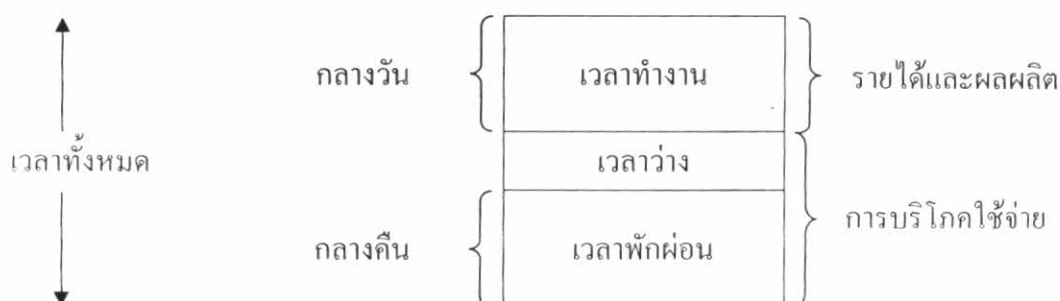 กลางวัน เวลาทำงาน รายได้และผลผลิต
เวลาทั้งหมด เวลาว่าง
การบริโภคใช้จ่าย
กลางคืน เวลาพักผ่อน